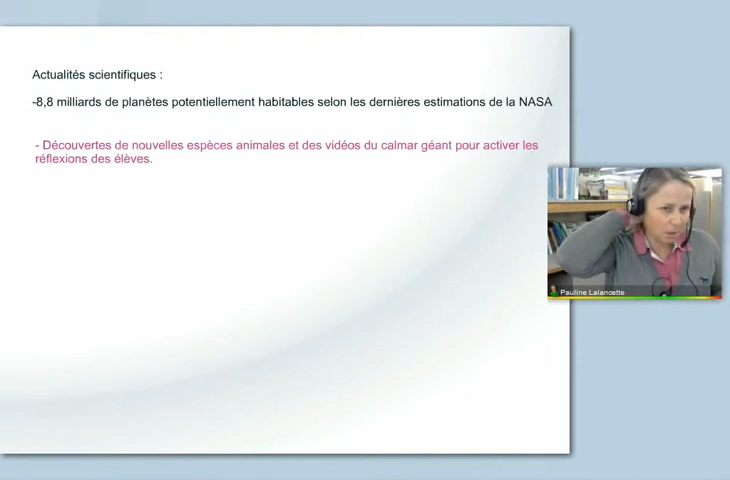 Actualités scientifiques :
-8,8 milliards de planètes potentiellement habitables selon les dernières estimations de la NASA
- Découvertes de nouvelles espèces animales et des vidéos du calmar géant pour activer les
réflexions des élèves.
Pauline Lalancette